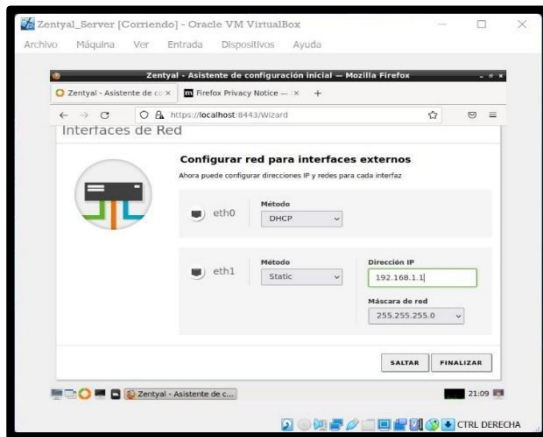 Zentyal_Server [Corriendo] - Oracle VM VirtualBox
Archivo Máquina Ver Entrada Dispositivos Ayuda
Zentyal - Asistente de configuración inicial — Mozilla Firefox
Zentyal - Asistente de co
Firefox Privacy Notice —
https://localhost:8443/Wizard
Interfaces de Red
Configurar red para interfaces externos
Ahora puede configurar direcciones IP y redes para cada interfaz
eth0
Método
DHCP
eth1
Método
Static
Dirección IP
192.168.1.1
Máscara de red
255.255.255.0
SALTAR FINALIZAR
Zentyal - Asistente de c...
21:09
CTRL DERECHA